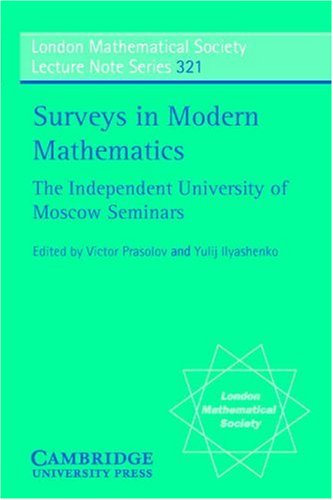 London Mathematical Society
Lecture Note Series 321
Surveys in Modern
Mathematics
The Independent University of
Moscow Seminars
Edited by Victor Prasolov and Yulij Ilyashenko
London
Mathematical
Society
CAMBRIDGE
UNIVERSITY PRESS